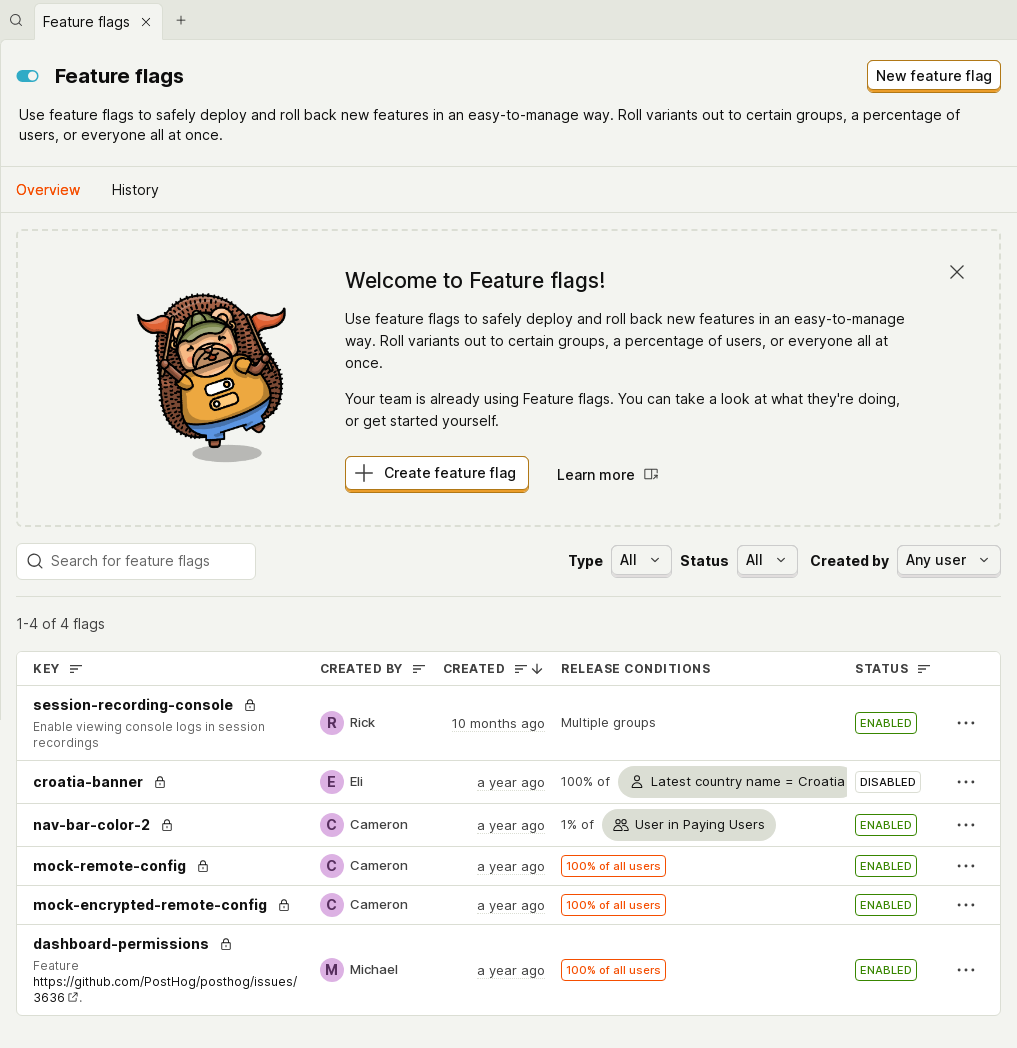 Feature flags
Feature flags
New feature flag
Use feature flags to safely deploy and roll back new features in an easy-to-manage way. Roll variants out to certain groups, a percentage of
users, or everyone all at once.
Overview
History
Welcome to Feature flags!
Use feature flags to safely deploy and roll back new features in an easy-to-manage
way. Roll variants out to certain groups, a percentage of users, or everyone all at
once.
Your team is already using Feature flags. You can take a look at what they're doing,
or get started yourself.
Create feature flag
Learn more
Search for feature flags
Type All Status All Created by Any user
1-4 of 4 flags
KEY CREATED BY CREATED RELEASE CONDITIONS STATUS
session-recording-console
Enable viewing console logs in session
recordings
R Rick 10 months ago Multiple groups ENABLED
croatia-banner E Eli a year ago 100% of Latest country name = Croatia DISABLED
nav-bar-color-2 C Cameron a year ago 1% of User in Paying Users ENABLED
mock-remote-config C Cameron a year ago 100% of all users ENABLED
mock-encrypted-remote-config C Cameron a year ago 100% of all users ENABLED
dashboard-permissions
Feature
https://github.com/PostHog/posthog/issues/
3636.
M Michael a year ago 100% of all users ENABLED